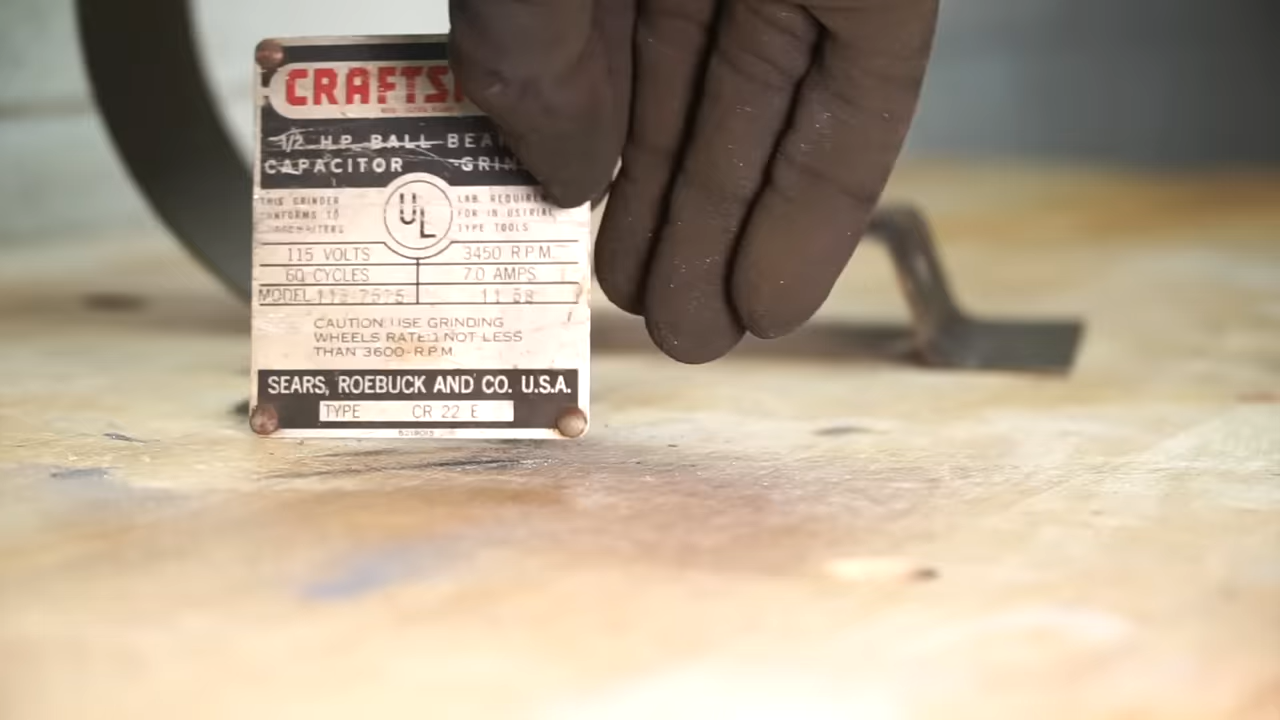 CRAFTS
1/2 HP BALL BEA
CAPACITOR GRIN
THIS GRINDER
CONFORMS TO
UL
LAB. REQUIRE
FOR INDUSTRIAL
TYPE TOOLS
115 VOLTS 3450 RPM
60 CYCLES 7.0 AMPS
MODEL
CAUTION: USE GRINDING
WHEELS RATED NOT LESS
THAN 3600-RPM
SEARS, ROEBUCK AND CO. U.S.A.
TYPE CR 22 E